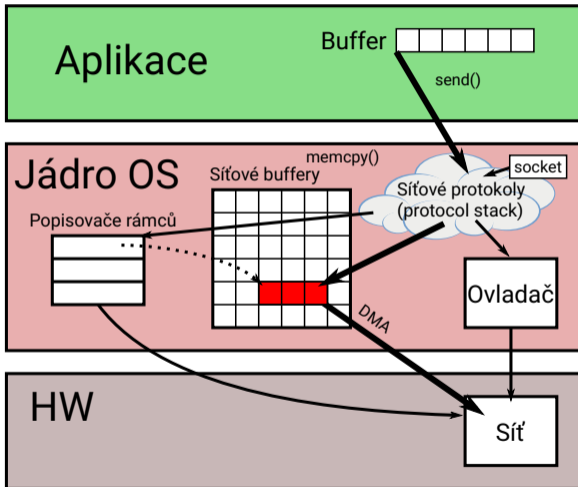 Aplikace
Buffer
send()
Jádro OS
memcpy()
socket
Síťové buffery
Síťové protokoly
(protocol stack)
Popisovače rámců
Ovladač
DMA
HW
Síť